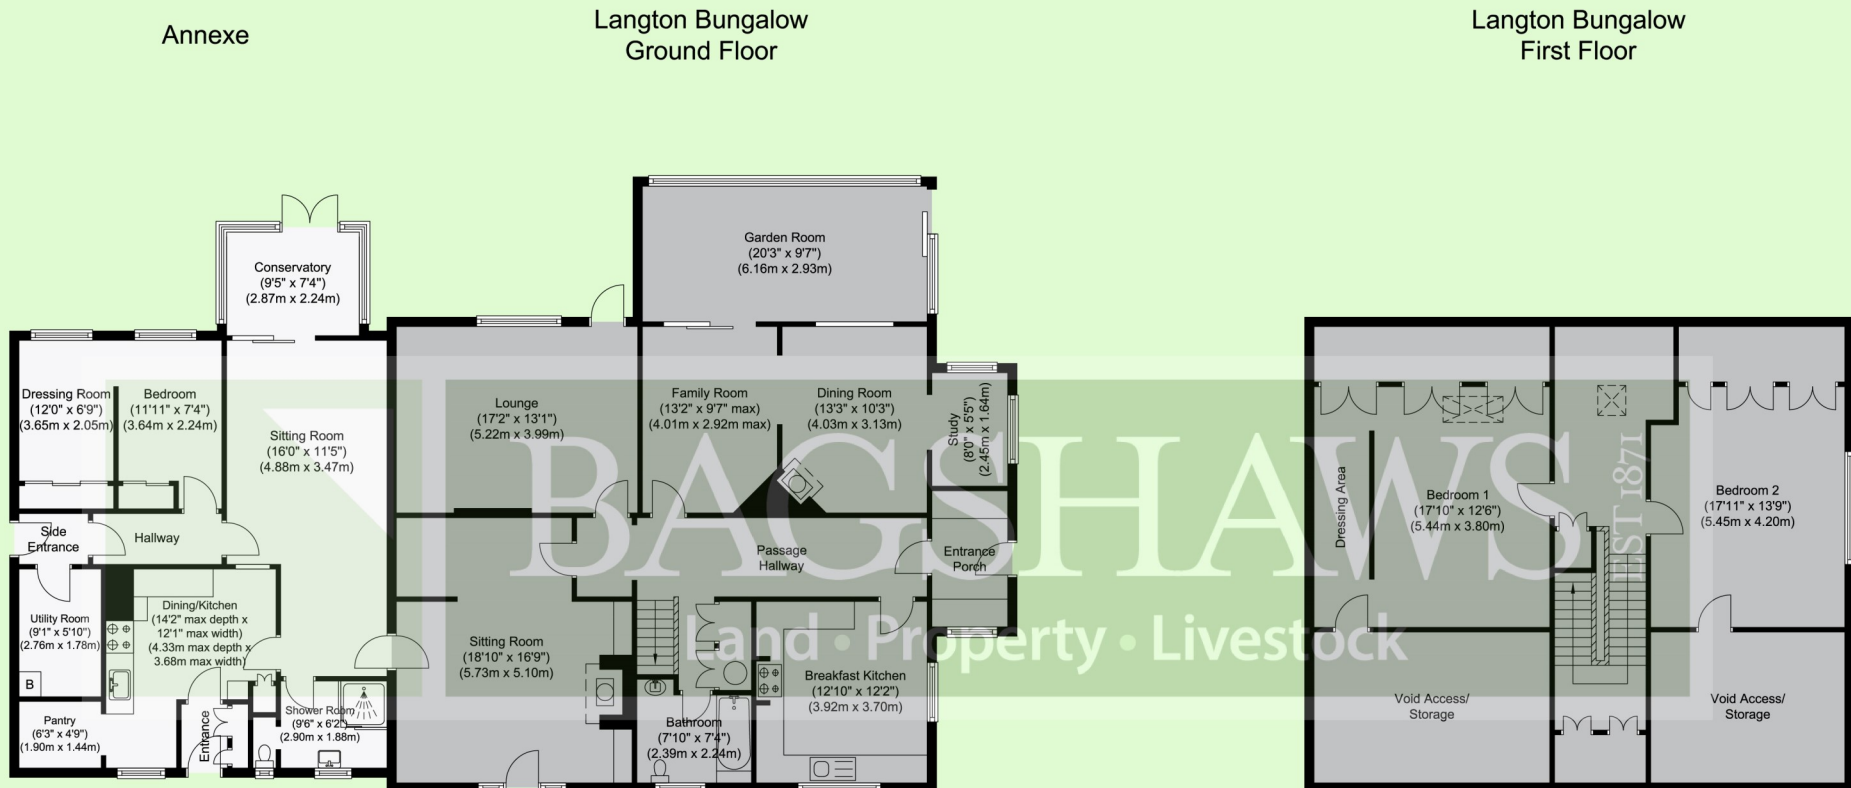 Annexe
Langton Bungalow
Ground Floor
Langton Bungalow
First Floor
Conservatory
(9'5" x 7'4")
(2.87m x 2.24m)
Dressing Room
(12'0" x 6'9")
(3.65m x 2.05m)
Bedroom
(11'11" x 7'4")
(3.64m x 2.24m)
Sitting Room
(16'0" x 11'5")
(4.88m x 3.47m)
Side
Entrance
Hallway
Utility Room
(9'1" x 5'10")
(2.76m x 1.78m)
B
Dining/Kitchen
(14'2" max depth x
12'1" max width)
(4.33m max depth x
3.68m max width)
Pantry
(6'3" x 4'9")
(1.90m x 1.44m)
Entrance
Shower Room
(9'6" x 6'2")
(2.90m x 1.88m)
Garden Room
(20'3" x 9'7")
(6.16m x 2.93m)
Lounge
(17'2" x 13'1")
(5.22m x 3.99m)
Family Room
(13'2" x 9'7" max)
(4.01m x 2.92m max)
Dining Room
(13'3" x 10'3")
(4.03m x 3.13m)
Study
(8'0" x 5'5")
(2.45m x 1.64m)
Passage
Hallway
Entrance
Porch
Sitting Room
(18'10" x 16'9")
(5.73m x 5.10m)
Breakfast Kitchen
(12'10" x 12'2")
(3.92m x 3.70m)
Bathroom
(7'10" x 7'4")
(2.39m x 2.24m)
Dressing Area
Bedroom 1
(17'10" x 12'6")
(5.44m x 3.80m)
Bedroom 2
(17'11" x 13'9")
(5.45m x 4.20m)
Void Access/
Storage
Void Access/
Storage
BAGSHAWS
EST 1871
Land • Property • Livestock